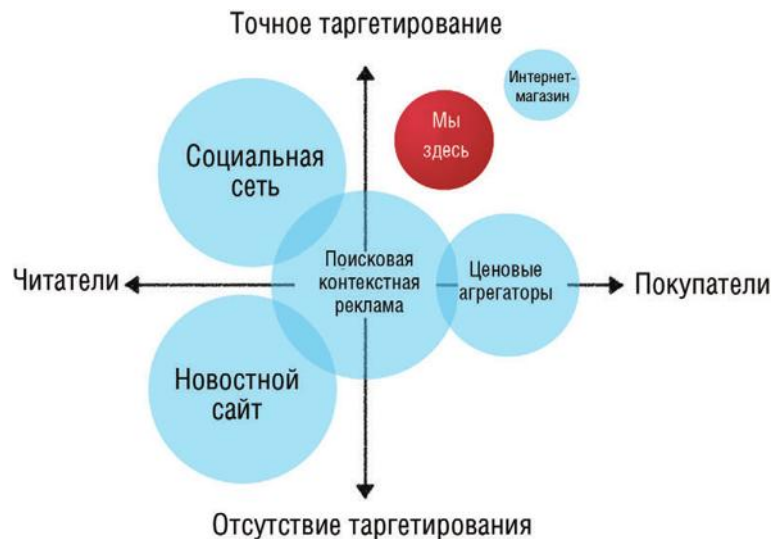 Точное таргетирование
Интернет-
магазин
Мы
здесь
Социальная
сеть
Читатели
Поисковая
контекстная
реклама
Ценовые
агрегаторы
Покупатели
Новостной
сайт
Отсутствие таргетирования